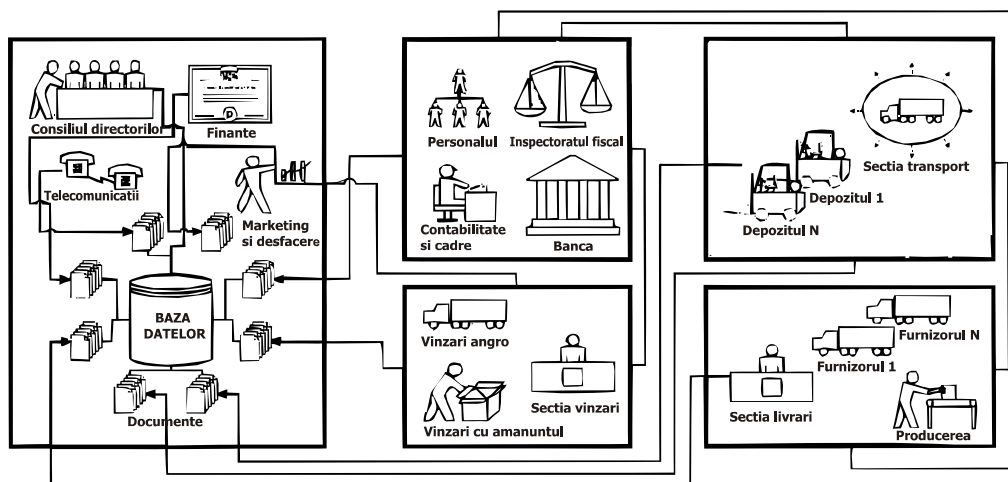 Consiliul directorilor
Finante
Telecomunicatii
Marketing
si desfacere
BAZA
DATELOR
Documente
Personalul
Inspectoratul fiscal
Contabilitate
si cadre
Banca
Vinzari angro
Sectia vinzari
Vinzari cu amanuntul
Sectia transport
Depozitul 1
Depozitul N
Furnizorul N
Furnizorul 1
Sectia livrari
Producerea